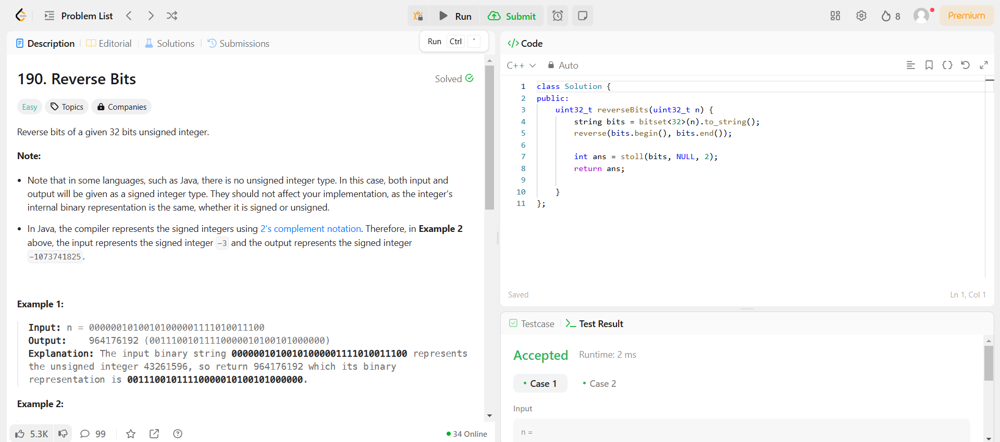 Problem List
Run
Submit
8
Premium
Description
Editorial
Solutions
Submissions
Run Ctrl '
190. Reverse Bits
Solved
Easy
Topics
Companies
Reverse bits of a given 32 bits unsigned integer.
Note:
• Note that in some languages, such as Java, there is no unsigned integer type. In this case, both input and
output will be given as a signed integer type. They should not affect your implementation, as the integer's
internal binary representation is the same, whether it is signed or unsigned.
• In Java, the compiler represents the signed integers using 2's complement notation. Therefore, in Example 2
above, the input represents the signed integer -3 and the output represents the signed integer
-1073741825.
Example 1:
Input: n = 00000010100101000001111010011100
Output:    964176192 (00111001011110000010100101000000)
Explanation: The input binary string 00000010100101000001111010011100 represents
the unsigned integer 43261596, so return 964176192 which its binary
representation is 00111001011110000010100101000000.
Example 2:
5.3K
99
34 Online
</> Code
C++
Auto
1 class Solution {
2 public:
3     uint32_t reverseBits(uint32_t n) {
4         string bits = bitset<32>(n).to_string();
5         reverse(bits.begin(), bits.end());
6
7         int ans = stoll(bits, NULL, 2);
8         return ans;
9
10     }
11 };
Saved
Ln 1, Col 1
Testcase
Test Result
Accepted
Runtime: 2 ms
• Case 1
• Case 2
Input
n =